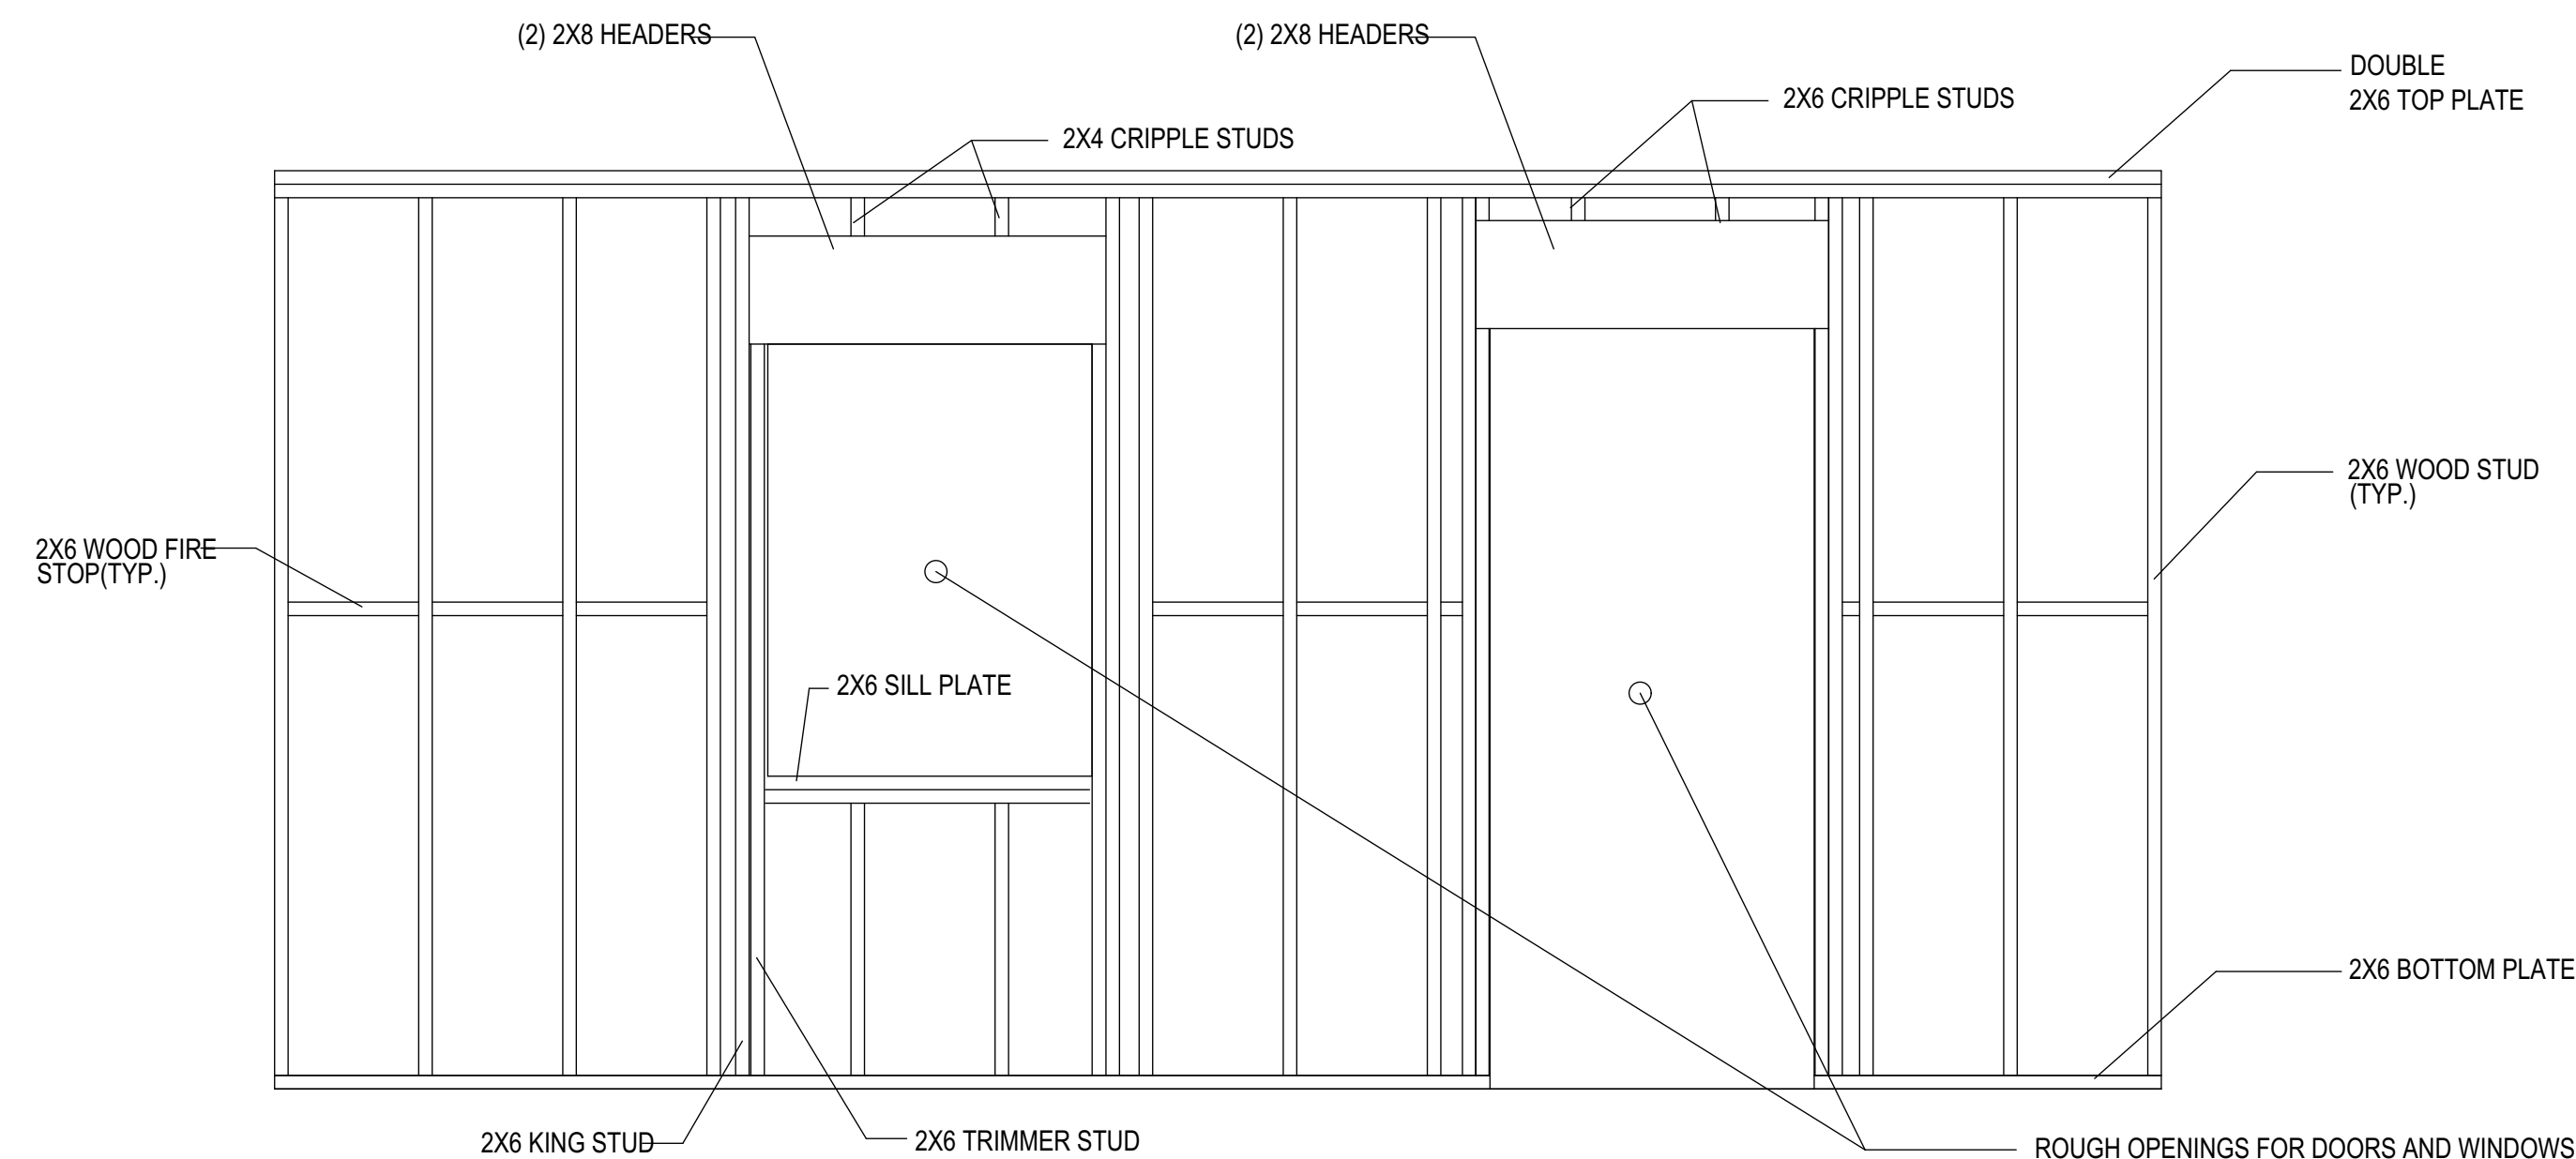 (2) 2X8 HEADERS
(2) 2X8 HEADERS
DOUBLE
2X6 TOP PLATE
2X6 CRIPPLE STUDS
2X4 CRIPPLE STUDS
2X6 WOOD STUD
(TYP.)
2X6 WOOD FIRE
STOP(TYP.)
2X6 SILL PLATE
2X6 BOTTOM PLATE
2X6 KING STUD
2X6 TRIMMER STUD
ROUGH OPENINGS FOR DOORS AND WINDOWS